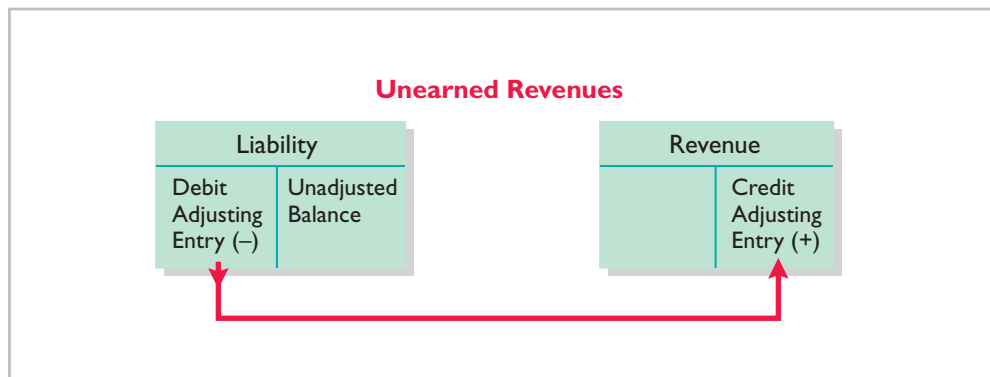 Unearned Revenues
Liability
Debit
Adjusting
Entry (–)
Unadjusted
Balance
Revenue
Credit
Adjusting
Entry (+)